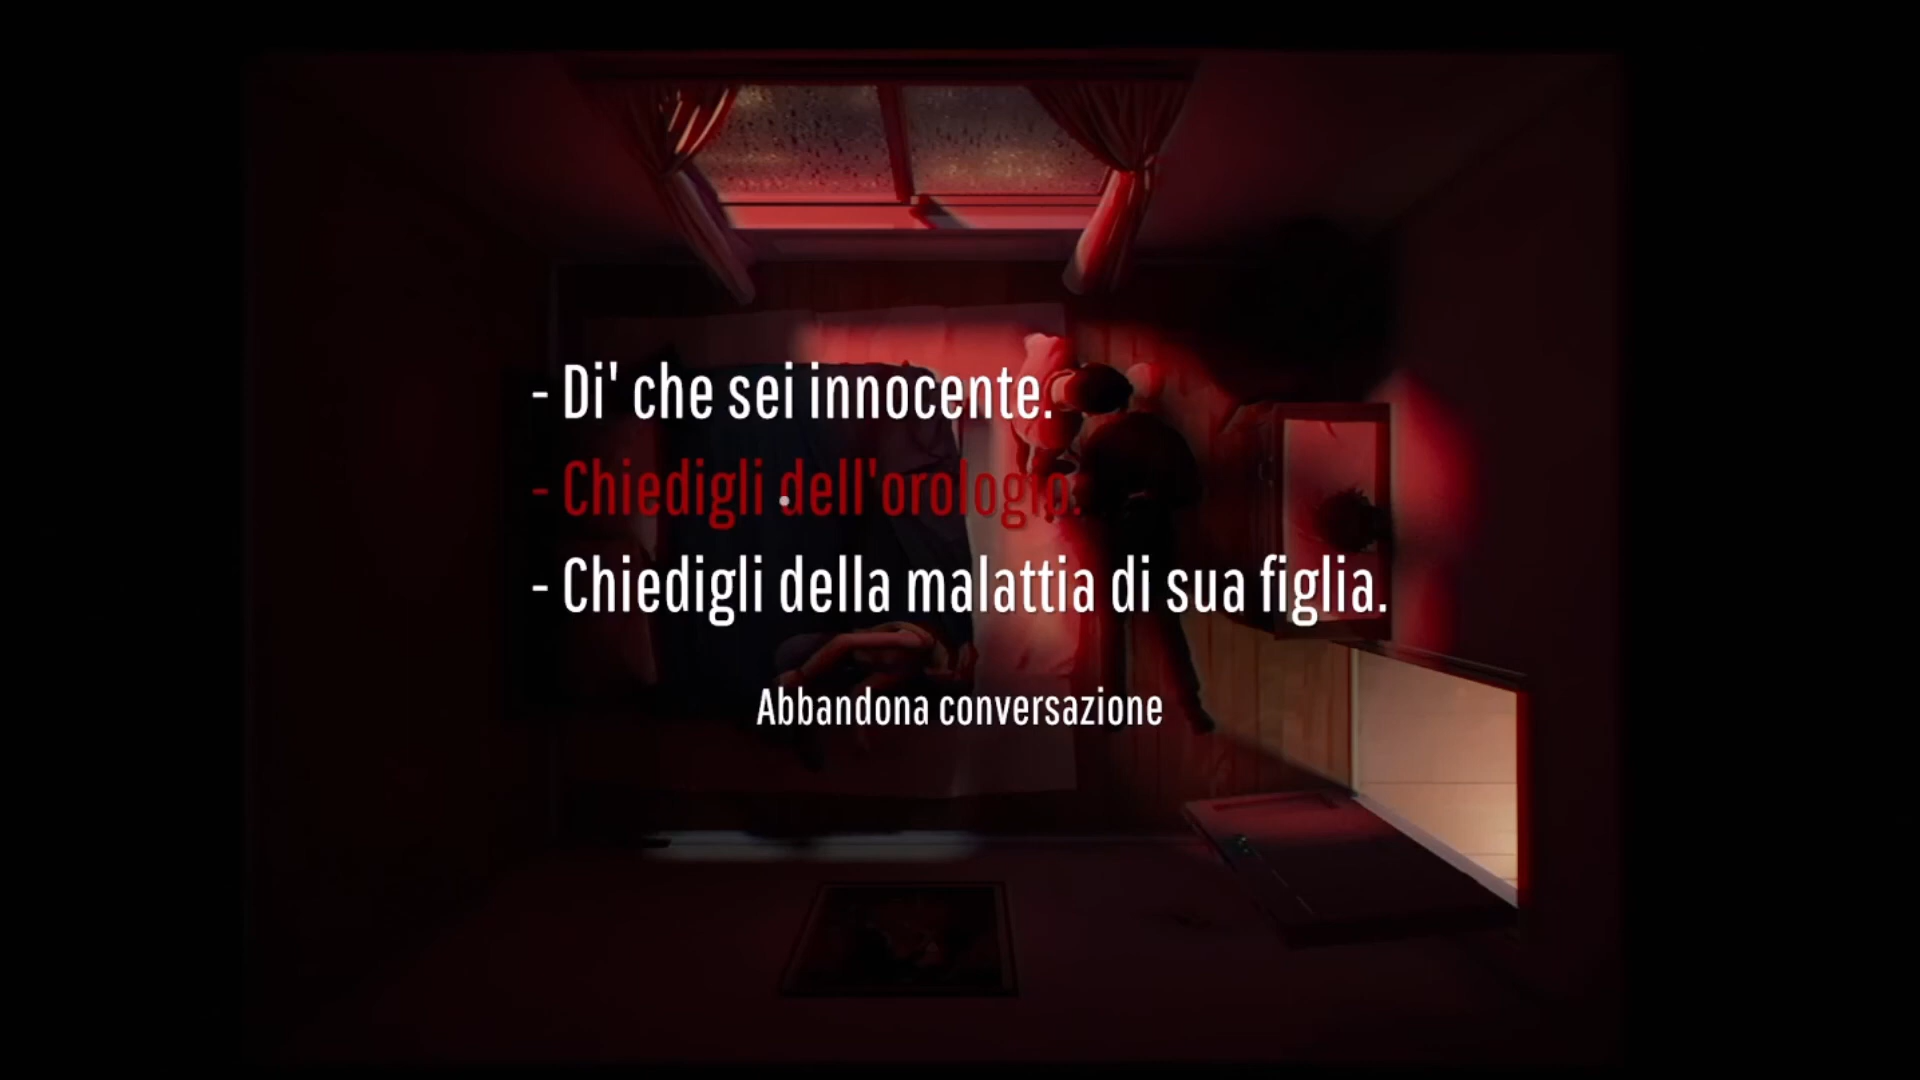 - Di' che sei innocente.
- Chiedigli dell'orologio.
- Chiedigli della malattia di sua figlia.
Abbandona conversazione